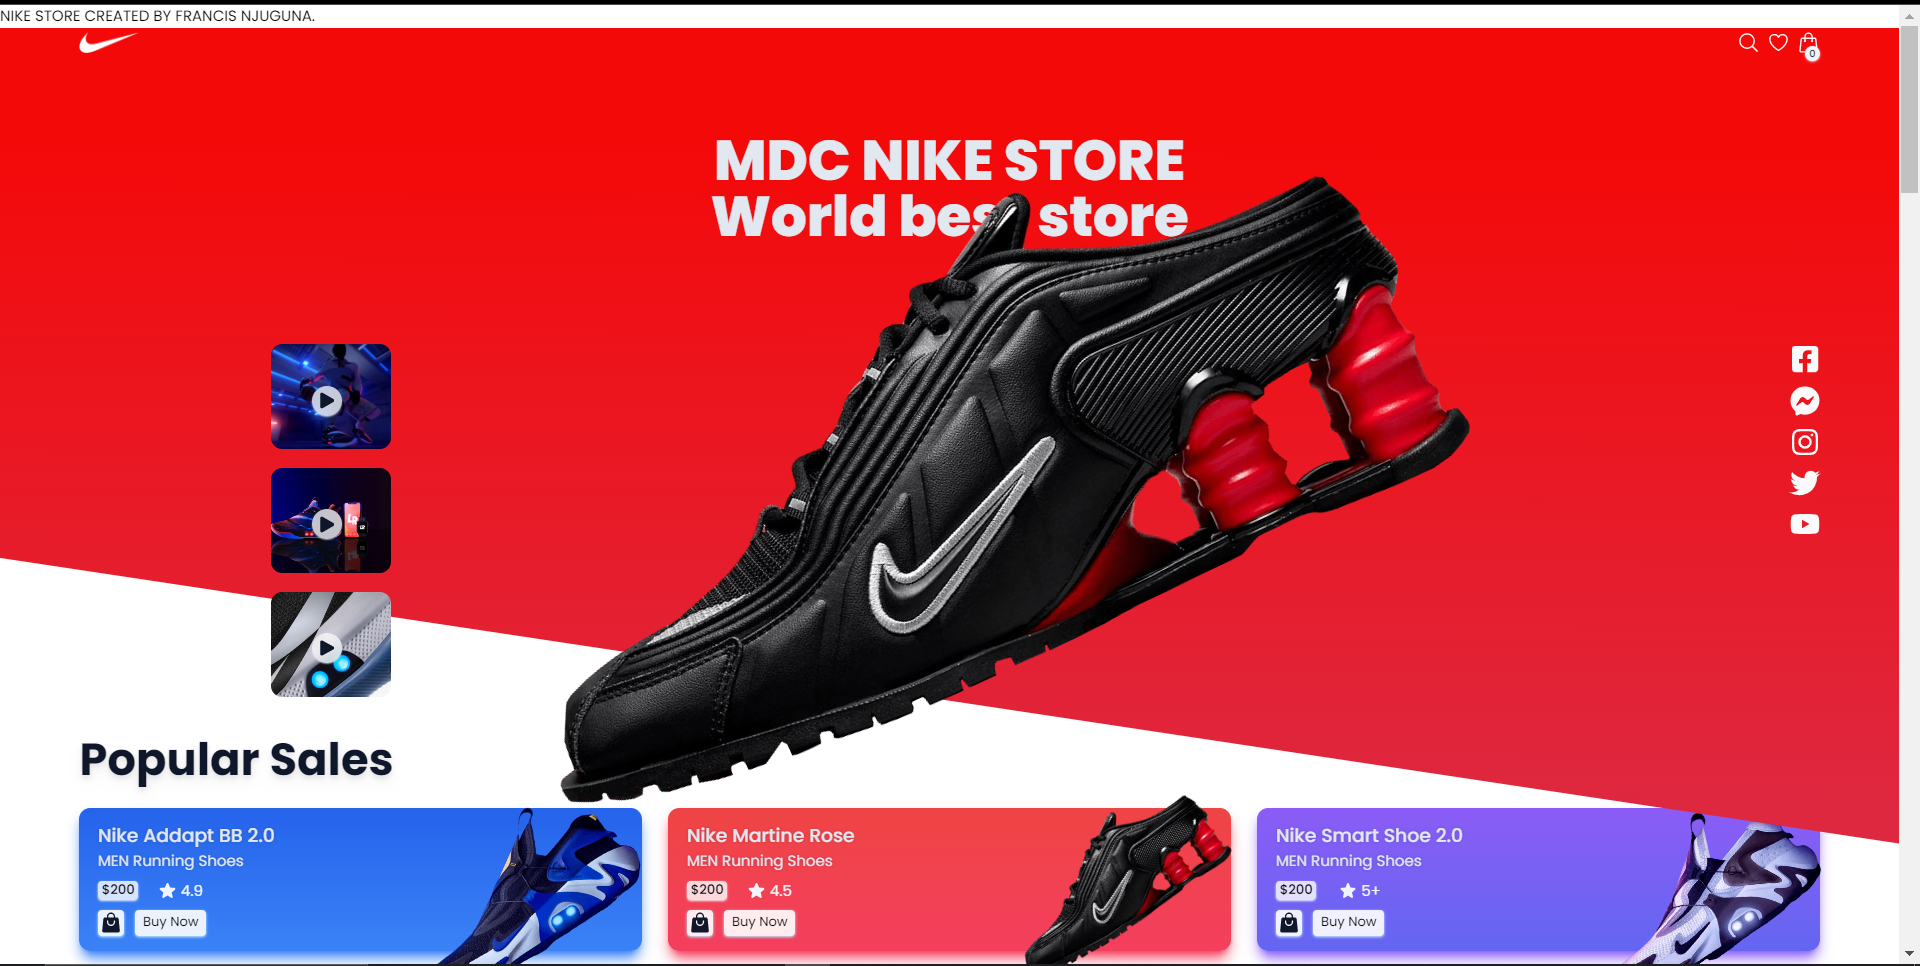 NIKE STORE CREATED BY FRANCIS NJUGUNA.
0
MDC NIKE STORE
World best store
Popular Sales
Nike Addapt BB 2.0
MEN Running Shoes
$200 4.9
Buy Now
Nike Martine Rose
MEN Running Shoes
$200 4.5
Buy Now
Nike Smart Shoe 2.0
MEN Running Shoes
$200 5+
Buy Now